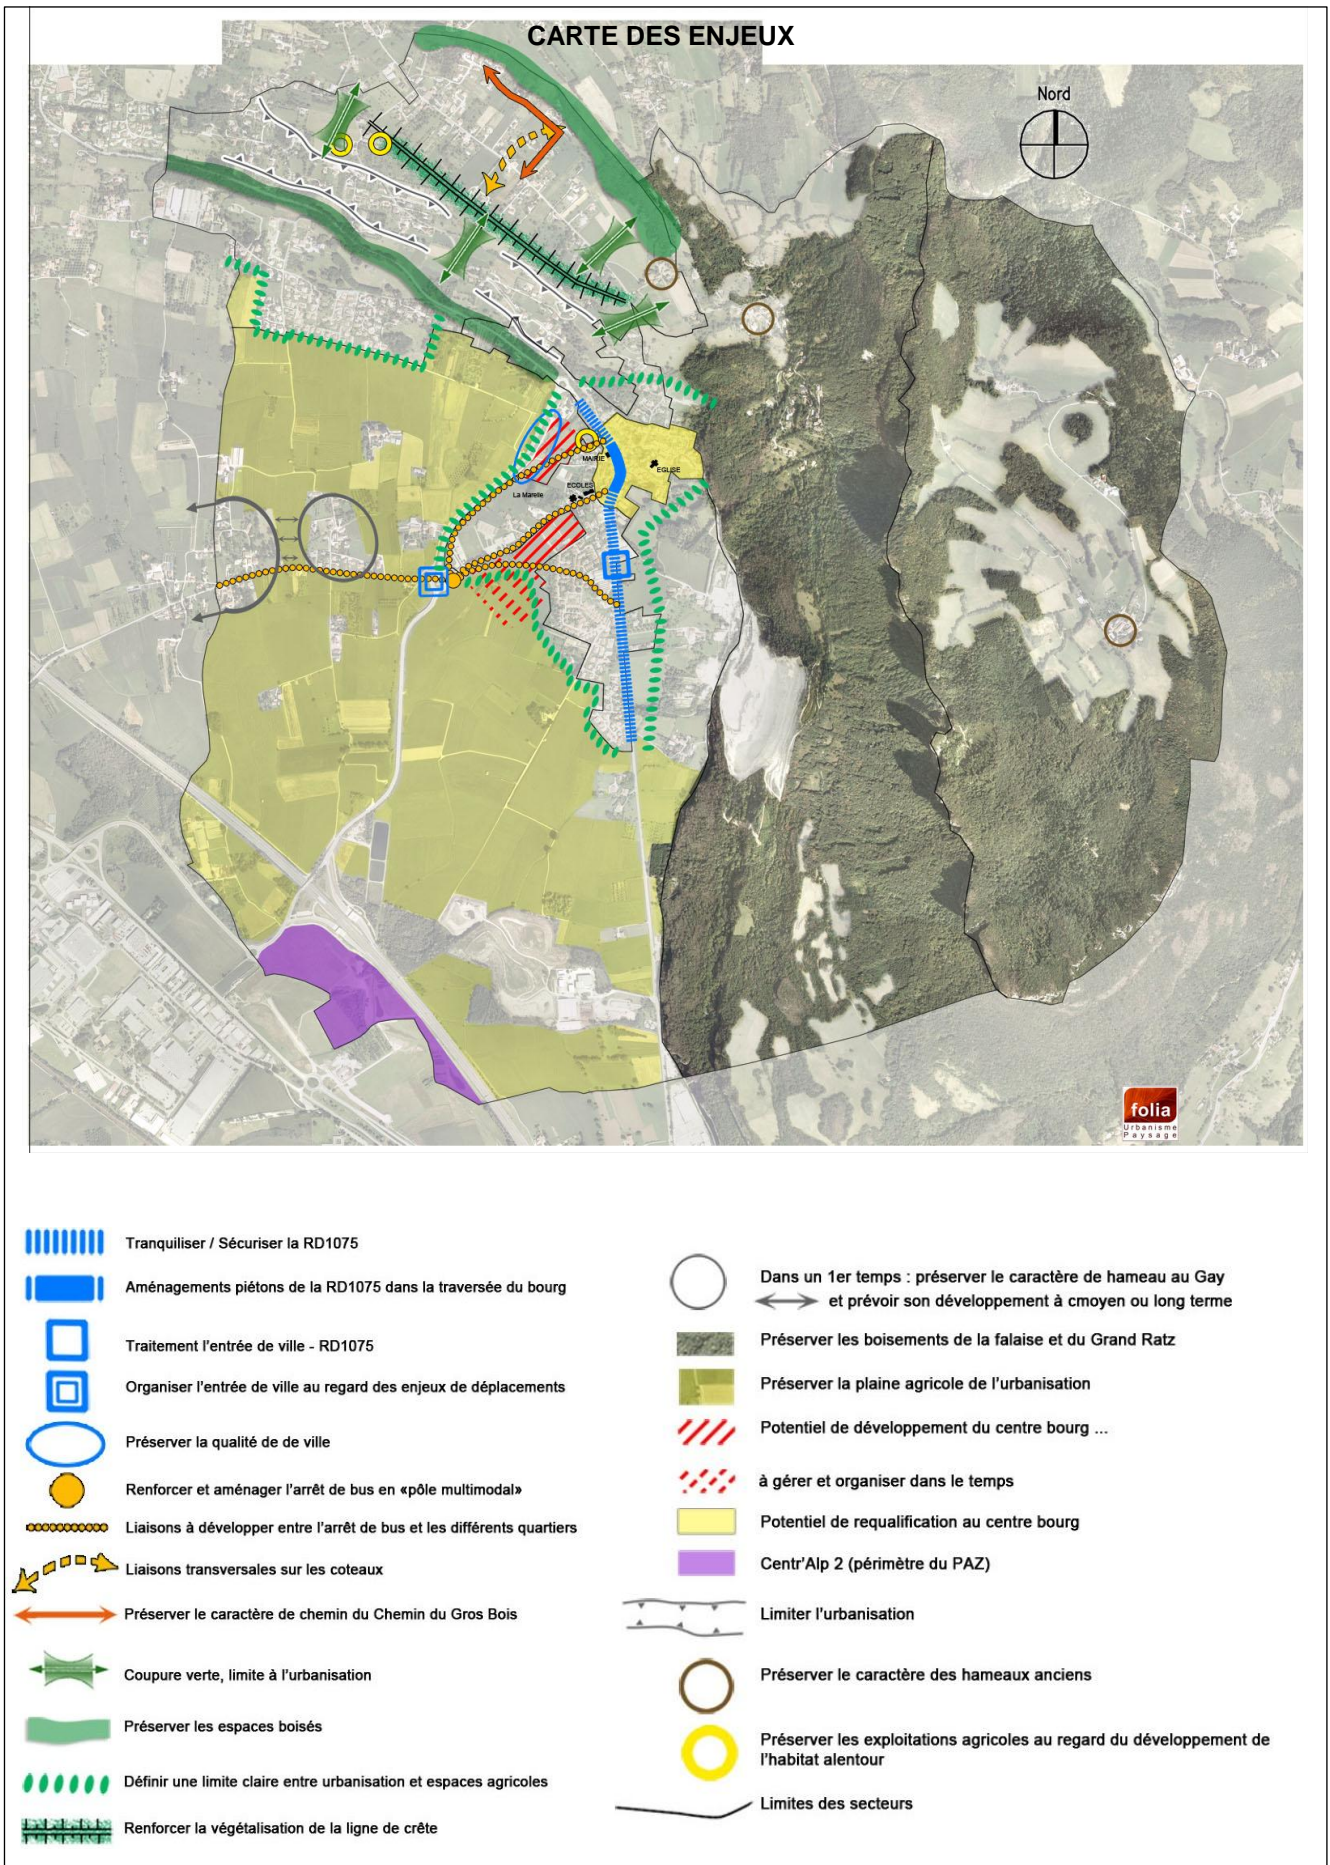 CARTE DES ENJEUX
Nord
MAIRIE
EGLISE
ECOLES
La Marelle
folia
Urbanisme
Paysage
Tranquiliser / Sécuriser la RD1075
Aménagements piétons de la RD1075 dans la traversée du bourg
Traitement l'entrée de ville - RD1075
Organiser l'entrée de ville au regard des enjeux de déplacements
Préserver la qualité de de ville
Renforcer et aménager l'arrêt de bus en «pôle multimodal»
Liaisons à développer entre l'arrêt de bus et les différents quartiers
Liaisons transversales sur les coteaux
Préserver le caractère de chemin du Chemin du Gros Bois
Coupure verte, limite à l'urbanisation
Préserver les espaces boisés
Définir une limite claire entre urbanisation et espaces agricoles
Renforcer la végétalisation de la ligne de crête
Dans un 1er temps : préserver le caractère de hameau au Gay
et prévoir son développement à cmoyen ou long terme
Préserver les boisements de la falaise et du Grand Ratz
Préserver la plaine agricole de l'urbanisation
Potentiel de développement du centre bourg ...
à gérer et organiser dans le temps
Potentiel de requalification au centre bourg
Centr'Alp 2 (périmètre du PAZ)
Limiter l'urbanisation
Préserver le caractère des hameaux anciens
Préserver les exploitations agricoles au regard du développement de
l'habitat alentour
Limites des secteurs